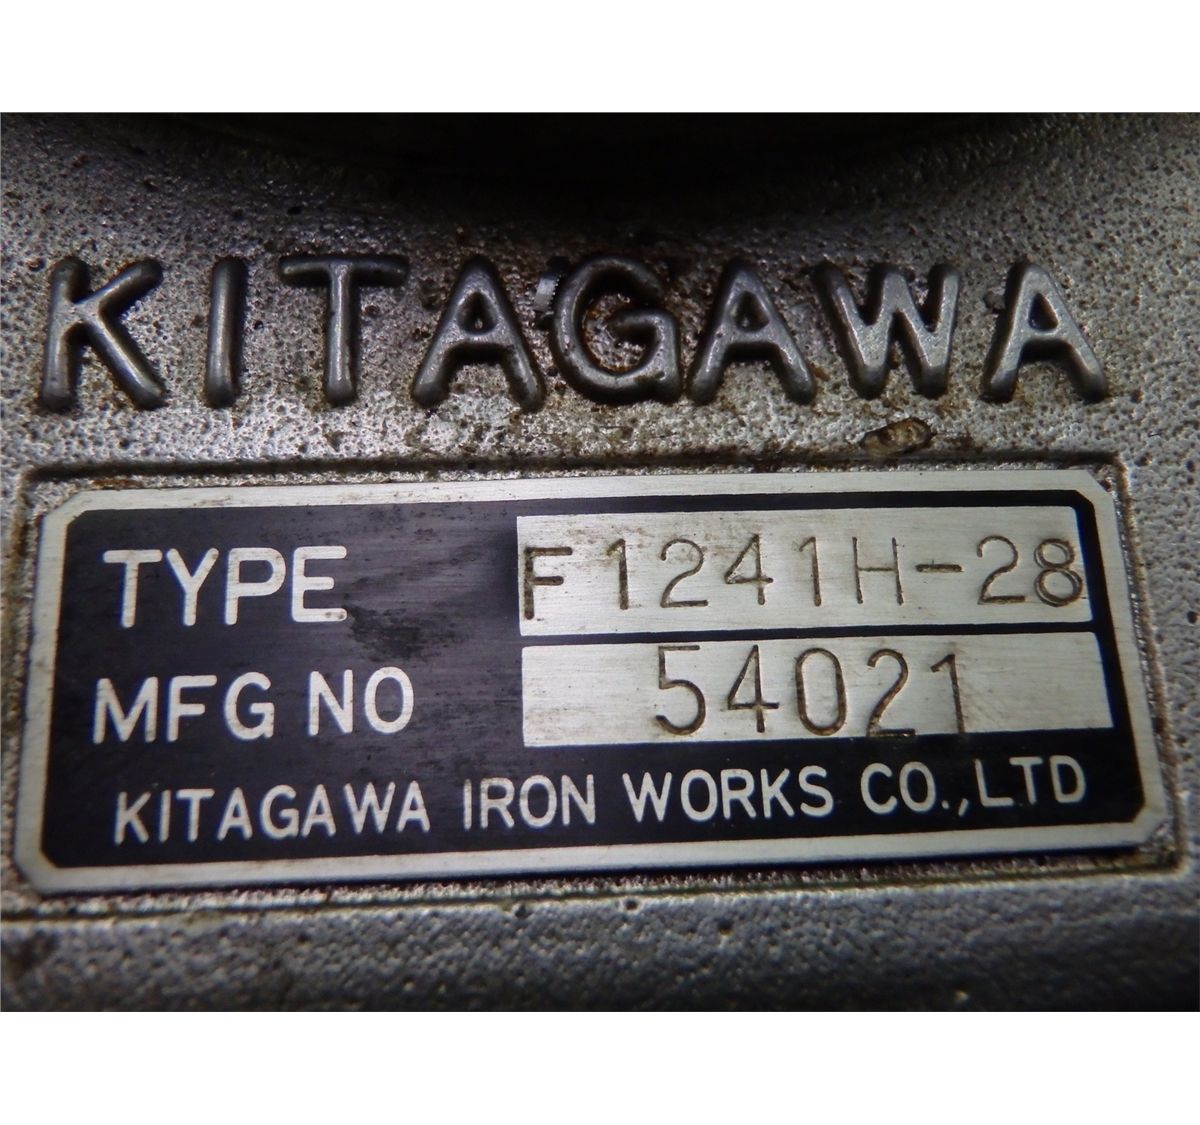 KITAGAWA
TYPE F1241H-28
MFG NO 54021
KITAGAWA IRON WORKS CO.,LTD